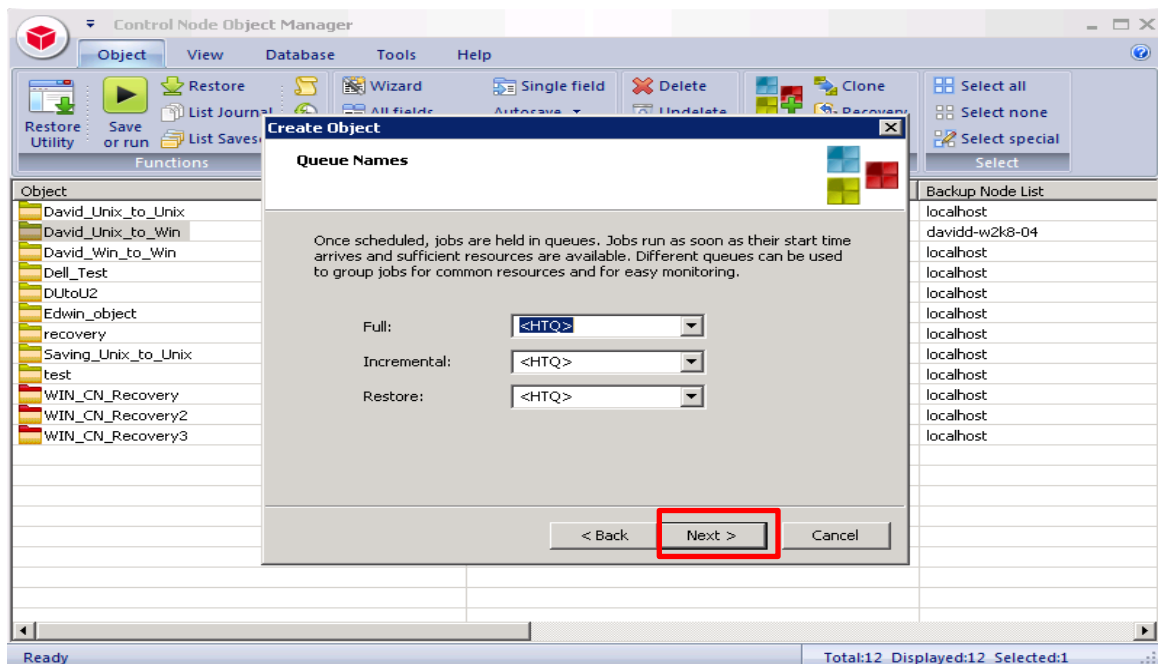 Control Node Object Manager
Object View Database Tools Help
Restore Wizard Single field Delete Clone Select all
List Journal All fields Autosave Undelete Recovery Select none
Restore Utility Save or run List Saves Select special
Functions Select
Create Object
Queue Names
Once scheduled, jobs are held in queues. Jobs run as soon as their start time
arrives and sufficient resources are available. Different queues can be used
to group jobs for common resources and for easy monitoring.
Full: <HTQ>
Incremental: <HTQ>
Restore: <HTQ>
< Back Next > Cancel
Object Backup Node List
David_Unix_to_Unix localhost
David_Unix_to_Win davidd-w2k8-04
David_Win_to_Win localhost
Dell_Test localhost
DUtoU2 localhost
Edwin_object localhost
recovery localhost
Saving_Unix_to_Unix localhost
test localhost
WIN_CN_Recovery localhost
WIN_CN_Recovery2 localhost
WIN_CN_Recovery3 localhost
Ready Total:12 Displayed:12 Selected:1